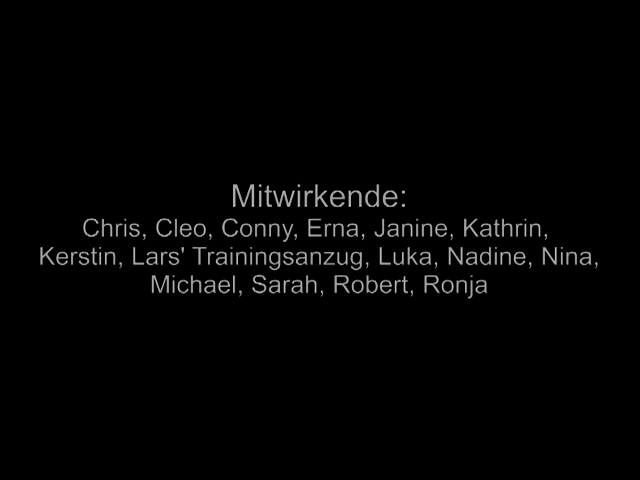 Mitwirkende:
Chris, Cleo, Conny, Erna, Janine, Kathrin,
Kerstin, Lars' Trainingsanzug, Luka, Nadine, Nina,
Michael, Sarah, Robert, Ronja